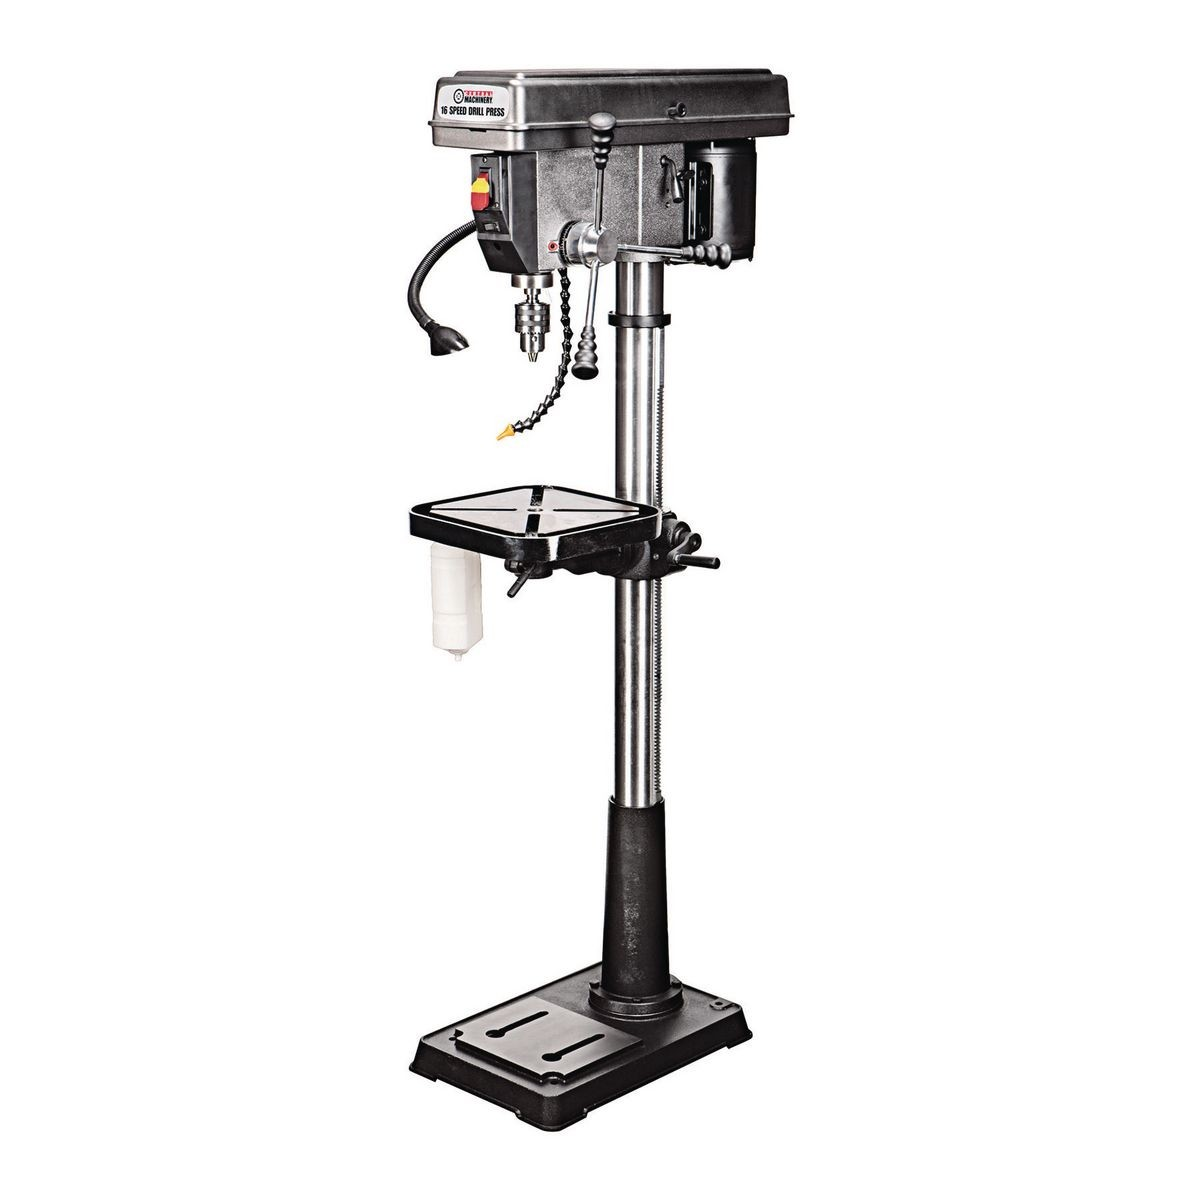 CENTRAL
MACHINERY.
16 SPEED DRILL PRESS